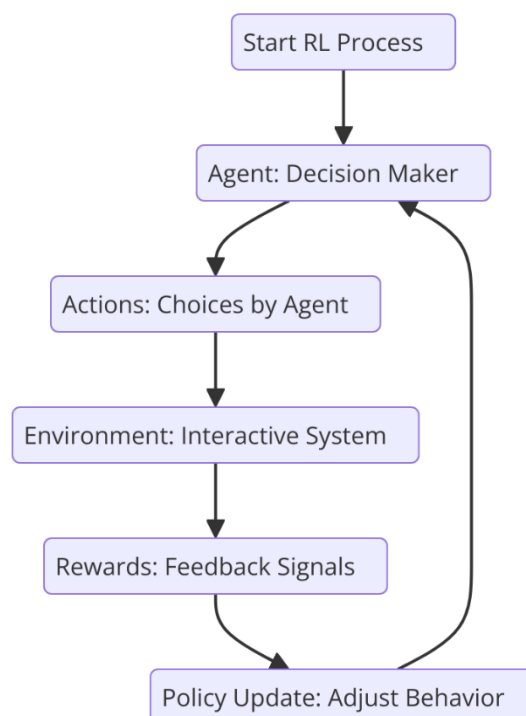 Start RL Process
Agent: Decision Maker
Actions: Choices by Agent
Environment: Interactive System
Rewards: Feedback Signals
Policy Update: Adjust Behavior